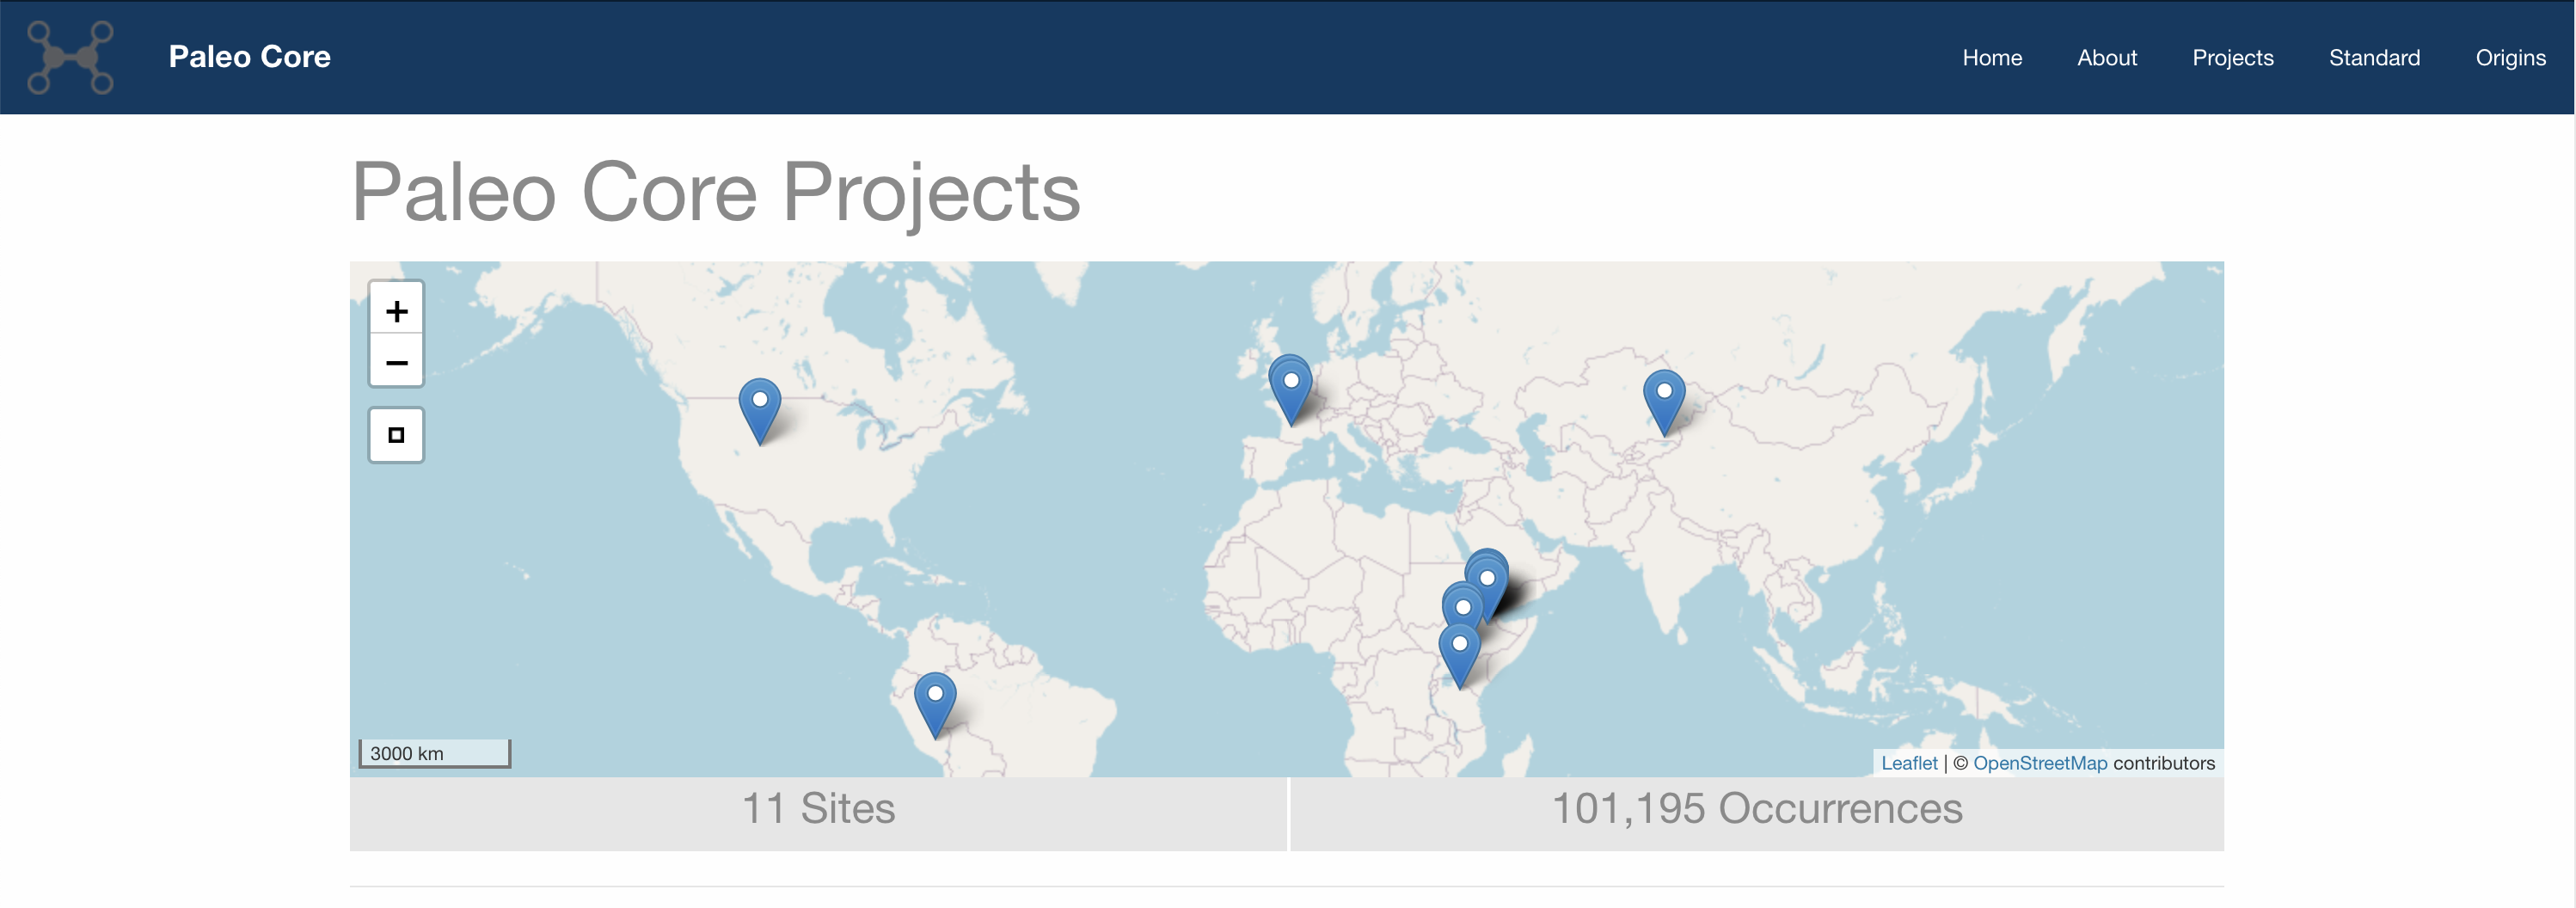 Paleo Core
Home About Projects Standard Origins
Paleo Core Projects
+
−
3000 km
Leaflet | © OpenStreetMap contributors
11 Sites
101,195 Occurrences